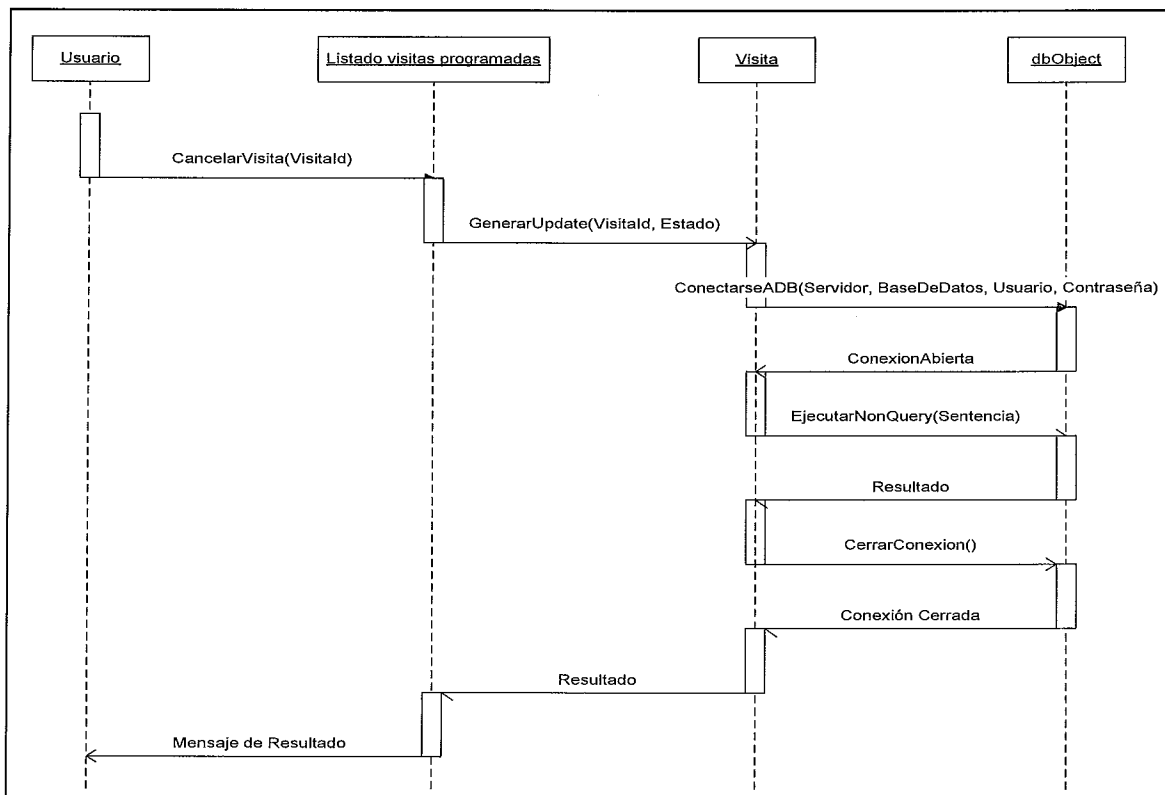 Usuario
Listado visitas programadas
Visita
dbObject
CancelarVisita(VisitaId)
GenerarUpdate(VisitaId, Estado)
ConectarseADB(Servidor, BaseDeDatos, Usuario, Contraseña)
ConexionAbierta
EjecutarNonQuery(Sentencia)
Resultado
CerrarConexion()
Conexión Cerrada
Resultado
Mensaje de Resultado